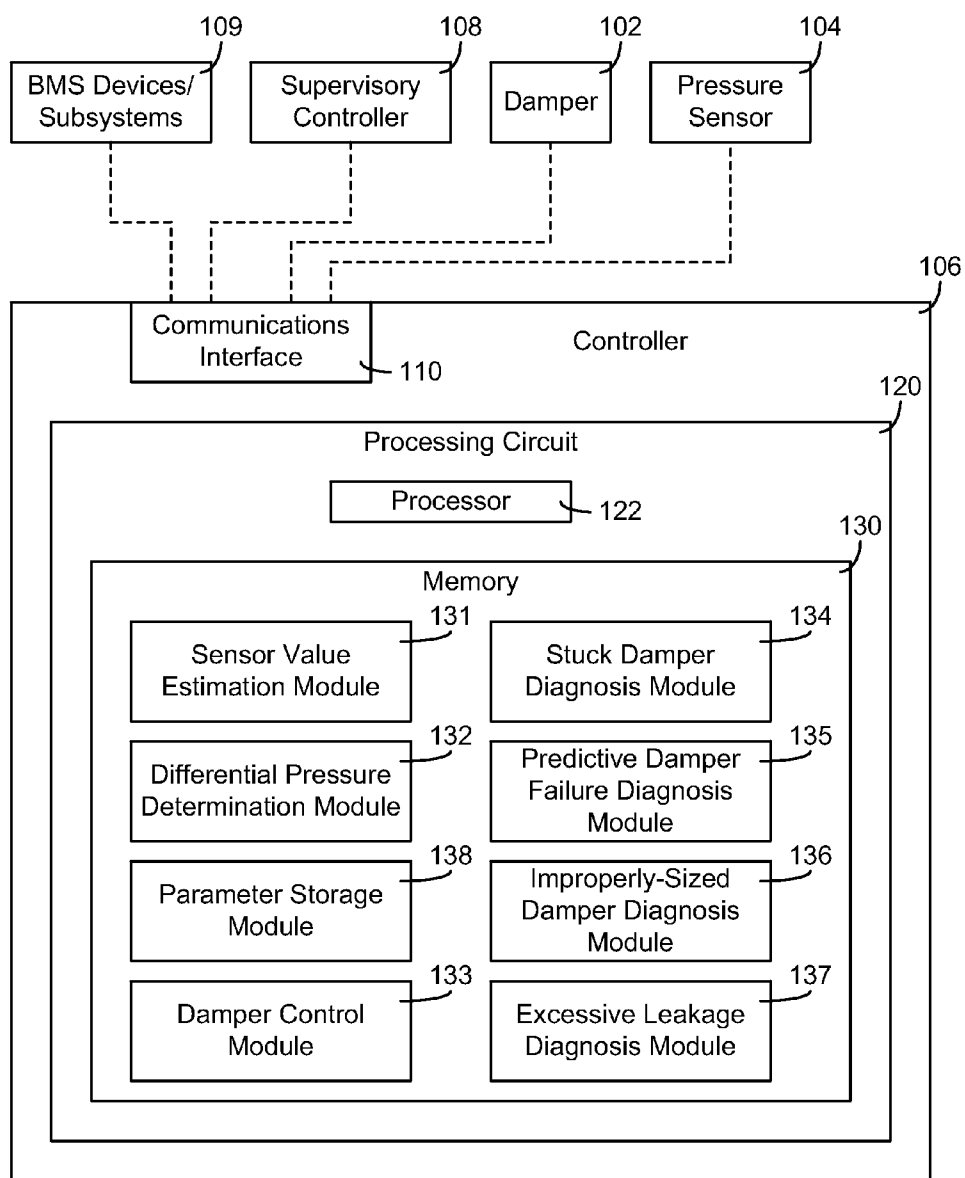 109
108
102
104
BMS Devices/
Subsystems
Supervisory
Controller
Damper
Pressure
Sensor
106
Communications
Interface
110
Controller
120
Processing Circuit
Processor
122
130
Memory
131
Sensor Value
Estimation Module
134
Stuck Damper
Diagnosis Module
132
Differential Pressure
Determination Module
135
Predictive Damper
Failure Diagnosis
Module
138
Parameter Storage
Module
136
Improperly-Sized
Damper Diagnosis
Module
133
Damper Control
Module
137
Excessive Leakage
Diagnosis Module